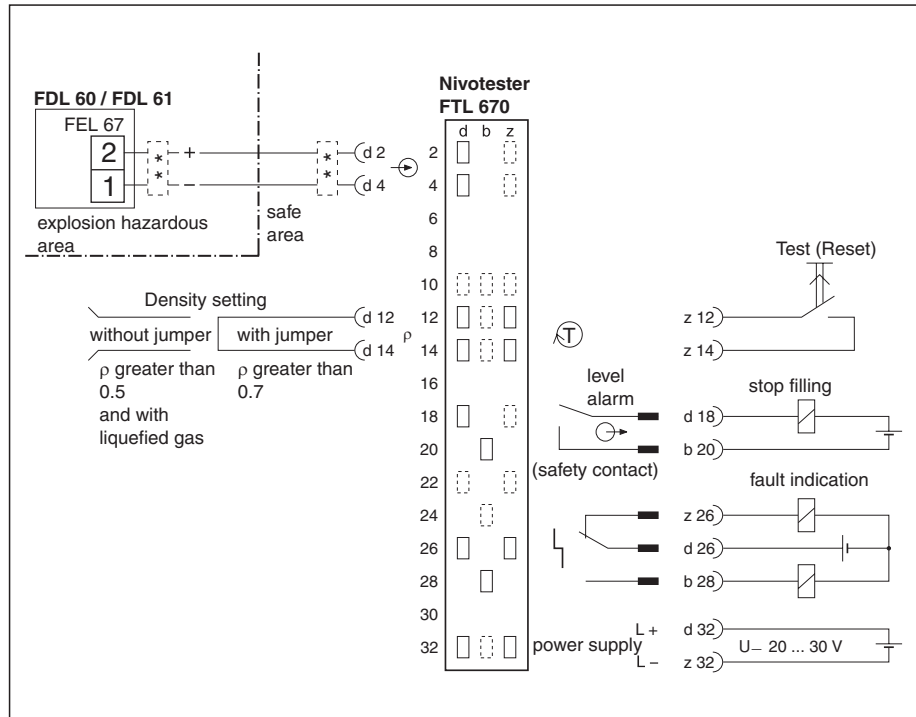 FDL 60 / FDL 61
FEL 67
2
1
* *
* *
+
–
d 2
d 4
explosion hazardous
area
safe
area
Nivotester
FTL 670
d b z
2
4
6
8
10
12
14
16
18
20
22
24
26
28
30
32
Density setting
without jumper
with jumper
d 12
d 14
ρ
ρ greater than
0.5
and with
liquefied gas
ρ greater than
0.7
Test (Reset)
T
z 12
z 14
level
alarm
stop filling
d 18
b 20
(safety contact)
fault indication
z 26
d 26
b 28
power supply
L +
L –
d 32
z 32
U– 20 ... 30 V